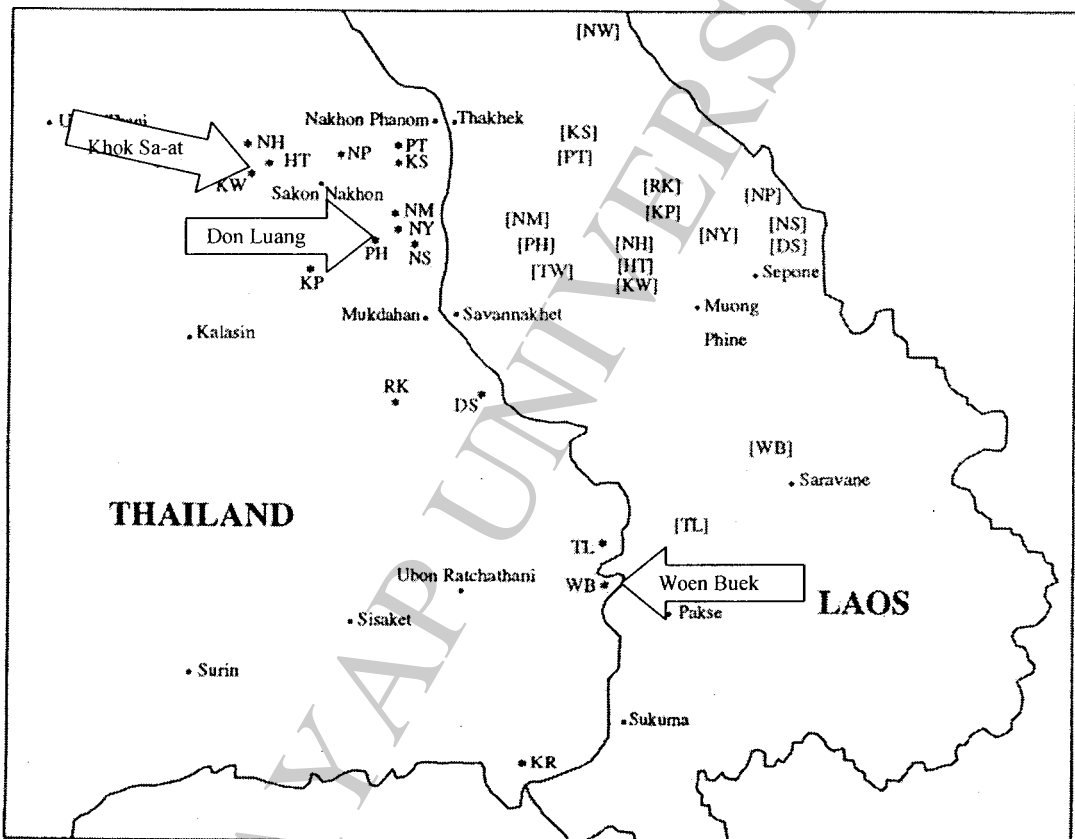 [NW]
Nakhon Phanom
Thakhek
[KS]
[PT]
Khok Sa-at
NH
HT
KW
NP
PT
KS
Sakon Nakhon
[RK]
[KP]
[NP]
NM
NY
NS
PH
Don Luang
[NM]
[PH]
[TW]
[NH]
[HT]
[KW]
[NY]
[NS]
[DS]
Sepone
KP
Mukdahan
Savannakhet
Muong
Phine
Kalasin
RK
DS
[WB]
Saravane
THAILAND
[TL]
TL
Ubon Ratchathani
WB
Woen Buek
LAOS
Pakse
Sisaket
Surin
Sukuma
KR
YAP UNIVERS